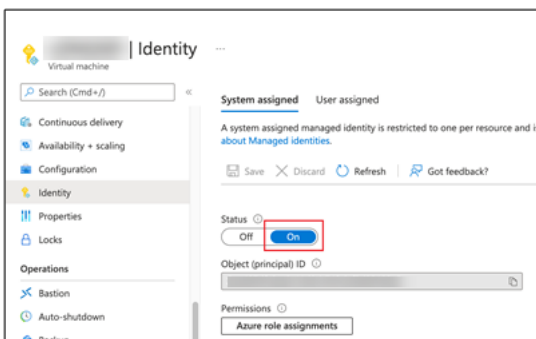 | Identity ...
Virtual machine
Search (Cmd+/)
«
Continuous delivery
Availability + scaling
Configuration
Identity
Properties
Locks
Operations
Bastion
Auto-shutdown
System assigned User assigned
A system assigned managed identity is restricted to one per resource and
about Managed identities.
Save Discard Refresh Got feedback?
Status
Off On
Object (principal) ID
Permissions
Azure role assignments